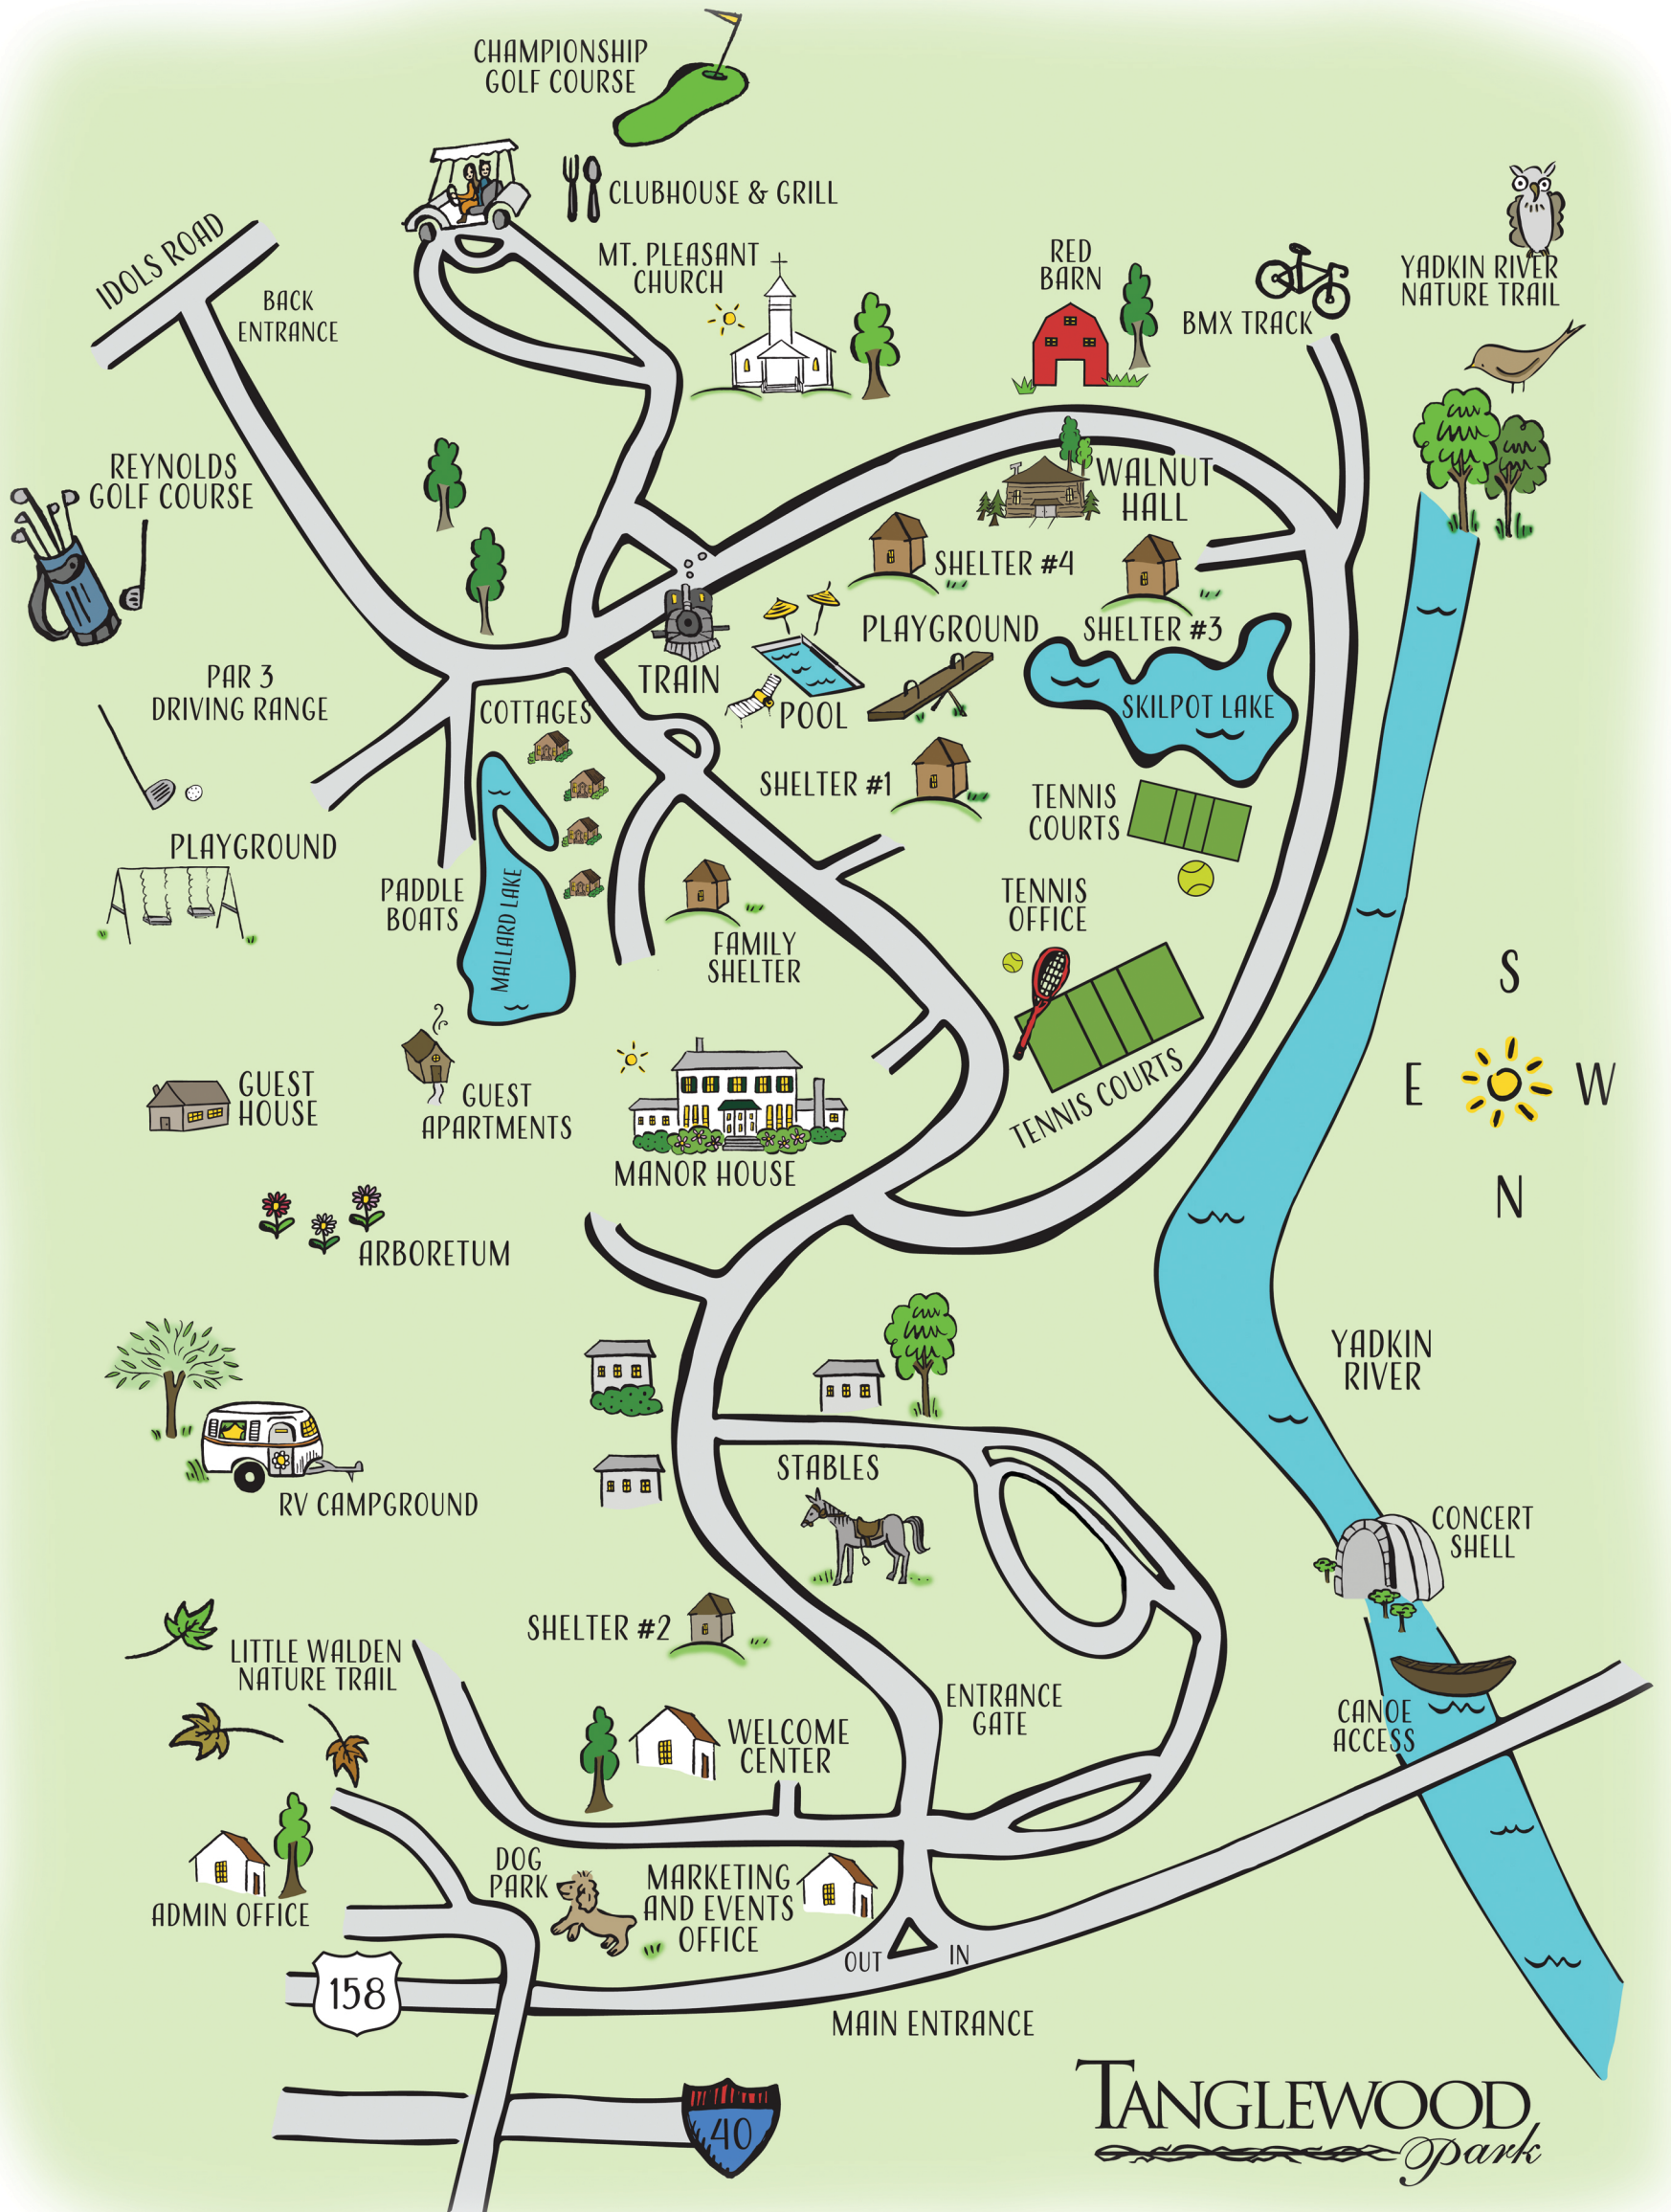 CHAMPIONSHIP
GOLF COURSE
CLUBHOUSE & GRILL
IDOLS ROAD
BACK
ENTRANCE
MT. PLEASANT
CHURCH
RED
BARN
BMX TRACK
YADKIN RIVER
NATURE TRAIL
REYNOLDS
GOLF COURSE
WALNUT
HALL
SHELTER #4
SHELTER #3
PLAYGROUND
TRAIN
POOL
SKILPOT LAKE
PAR 3
DRIVING RANGE
COTTAGES
SHELTER #1
TENNIS
COURTS
PLAYGROUND
PADDLE
BOATS
MALLARD LAKE
FAMILY
SHELTER
TENNIS
OFFICE
TENNIS COURTS
S
E
W
N
GUEST
HOUSE
GUEST
APARTMENTS
MANOR HOUSE
ARBORETUM
YADKIN
RIVER
RV CAMPGROUND
STABLES
CONCERT
SHELL
SHELTER #2
LITTLE WALDEN
NATURE TRAIL
ENTRANCE
GATE
WELCOME
CENTER
CANOE
ACCESS
ADMIN OFFICE
DOG
PARK
MARKETING
AND EVENTS
OFFICE
OUT
IN
158
MAIN ENTRANCE
40
TANGLEWOOD
Park